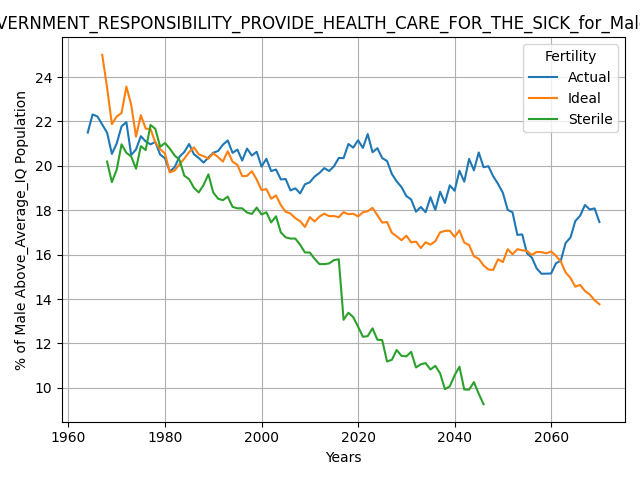 VERNMENT_RESPONSIBILITY_PROVIDE_HEALTH_CARE_FOR_THE_SICK_for_Mal
Fertility
Actual
Ideal
Sterile
24
22
20
18
16
14
12
10
% of Male Above_Average_IQ Population
1960
1980
2000
2020
2040
2060
Years